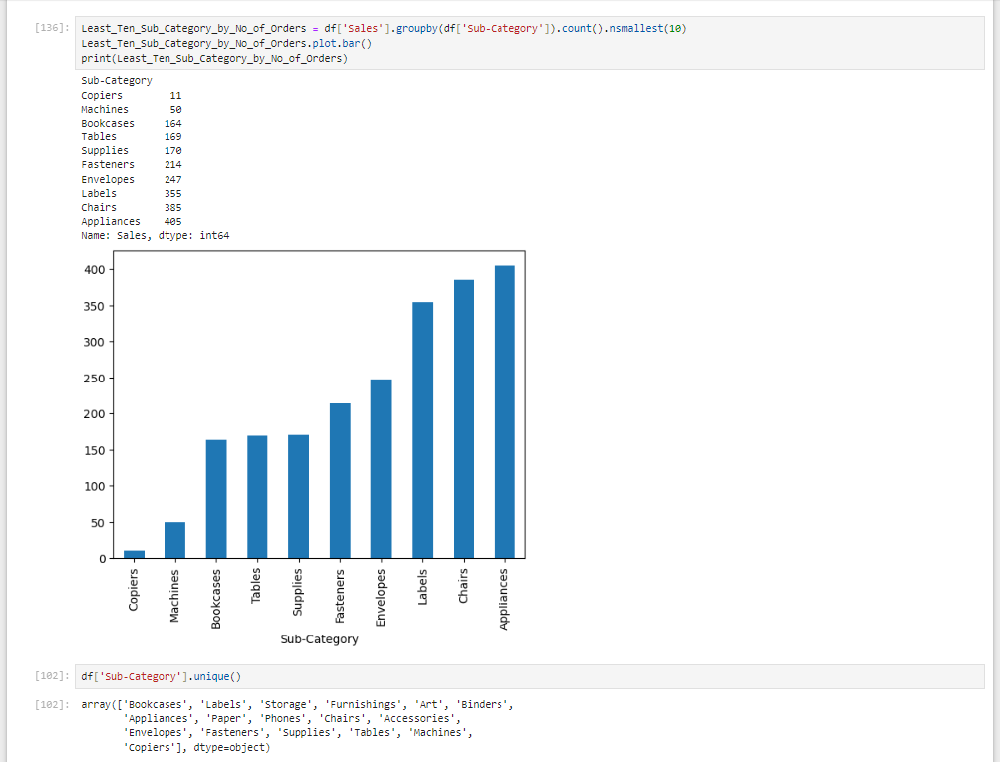 [136]: Least_Ten_Sub_Category_by_No_of_Orders = df['Sales'].groupby(df['Sub-Category']).count().nsmallest(10)
Least_Ten_Sub_Category_by_No_of_Orders.plot.bar()
print(Least_Ten_Sub_Category_by_No_of_Orders)
Sub-Category
Copiers 11
Machines 50
Bookcases 164
Tables 169
Supplies 170
Fasteners 214
Envelopes 247
Labels 355
Chairs 385
Appliances 405
Name: Sales, dtype: int64
400
350
300
250
200
150
100
50
0
Copiers
Machines
Bookcases
Tables
Supplies
Fasteners
Envelopes
Labels
Chairs
Appliances
Sub-Category
[102]: df['Sub-Category'].unique()
[102]: array(['Bookcases', 'Labels', 'Storage', 'Furnishings', 'Art', 'Binders',
'Appliances', 'Paper', 'Phones', 'Chairs', 'Accessories',
'Envelopes', 'Fasteners', 'Supplies', 'Tables', 'Machines',
'Copiers'], dtype=object)